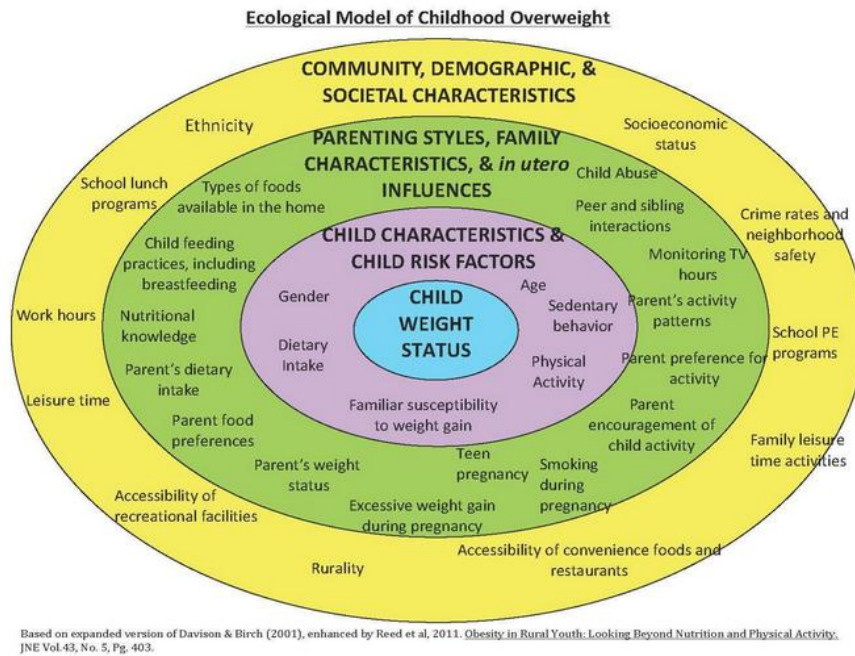 Ecological Model of Childhood Overweight
COMMUNITY, DEMOGRAPHIC, &
SOCIETAL CHARACTERISTICS
Ethnicity
Socioeconomic
status
School lunch
programs
Crime rates and
neighborhood
safety
Work hours
School PE
programs
Leisure time
Family leisure
time activities
Accessibility of
recreational facilities
Rurality
Accessibility of convenience foods and
restaurants
PARENTING STYLES, FAMILY
CHARACTERISTICS, & in utero
INFLUENCES
Types of foods
available in the home
Child Abuse
Peer and sibling
interactions
Child feeding
practices, including
breastfeeding
Monitoring TV
hours
Nutritional
knowledge
Parent's activity
patterns
Parent's dietary
intake
Parent preference for
activity
Parent food
preferences
Parent
encouragement of
child activity
Parent's weight
status
Teen
pregnancy
Smoking
during
pregnancy
Excessive weight gain
during pregnancy
CHILD CHARACTERISTICS &
CHILD RISK FACTORS
Gender
Age
Sedentary
behavior
Dietary
Intake
Physical
Activity
Familiar susceptibility
to weight gain
CHILD
WEIGHT
STATUS
Based on expanded version of Davison & Birch (2001), enhanced by Reed et al, 2011. Obesity in Rural Youth: Looking Beyond Nutrition and Physical Activity.
JNE Vol.43, No. 5, Pg. 403.